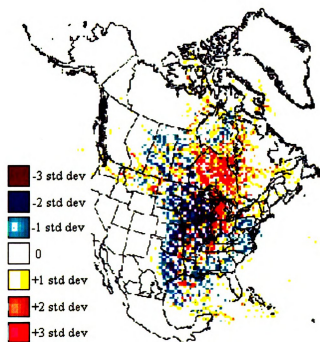 -3 std dev
-2 std dev
-1 std dev
0
+1 std dev
+2 std dev
+3 std dev